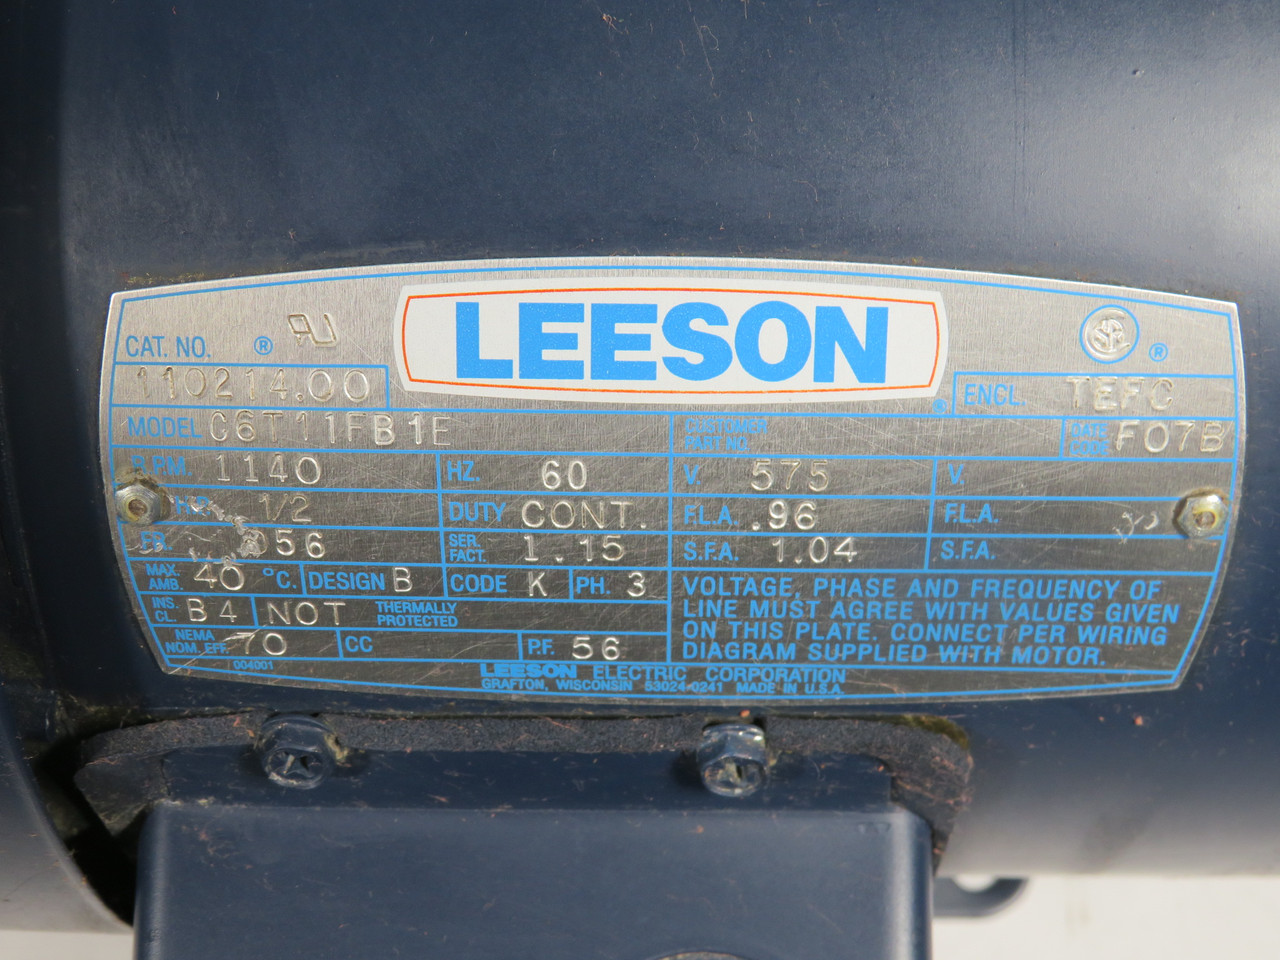 LEESON
CAT. NO. ® 
110214.00
ENCL. TEFC
MODEL C6T11FB1E CUSTOMER PART NO. DATE CODE F07B
R.P.M. 1140 HZ. 60 V. 575 V.
1/2 DUTY CONT. F.L.A. .96 F.L.A.
FR. 56 SER. FACT. 1.15 S.F.A. 1.04 S.F.A.
MAX. AMB. 40 °C. DESIGN B CODE K PH. 3
INS. CL. B4 NOT THERMALLY PROTECTED
NEMA NOM. EFF. 70 CC P.F. 56
004001
VOLTAGE, PHASE AND FREQUENCY OF
LINE MUST AGREE WITH VALUES GIVEN
ON THIS PLATE. CONNECT PER WIRING
DIAGRAM SUPPLIED WITH MOTOR.
LEESON ELECTRIC CORPORATION
GRAFTON, WISCONSIN 53024-0241 MADE IN U.S.A.